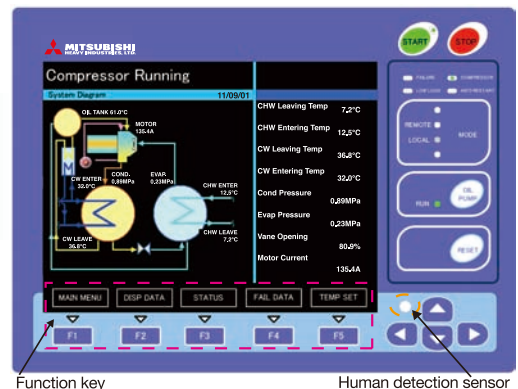 MITSUBISHI
HEAVY INDUSTRIES, LTD.
START
STOP
Compressor Running
System Diagram 11/09/01
FAILURE
COMPRESSOR
ANTI RESTART
OIL TANK 61.0°C
MOTOR
135.4A
CW ENTER
32.0°C
COND.
0,89MPa
EVAP.
0,23MPa
CHW ENTER
12,5°C
CW LEAVE
36.8°C
CHW LEAVE
7,2°C
CHW Leaving Temp
7,2°C
CHW Entering Temp
12,5°C
CW Leaving Temp
36,8°C
CW Entering Temp
32,0°C
Cond Pressure
0,89MPa
Evap Pressure
0,23MPa
Vane Opening
80,9%
Motor Current
135,4A
REMOTE
LOCAL
MODE
RUN
OIL
PUMP
RESET
MAIN MENU
DISP DATA
STATUS
FAIL DATA
TEMP SET
F1
F2
F3
F4
F5
Function key
Human detection sensor